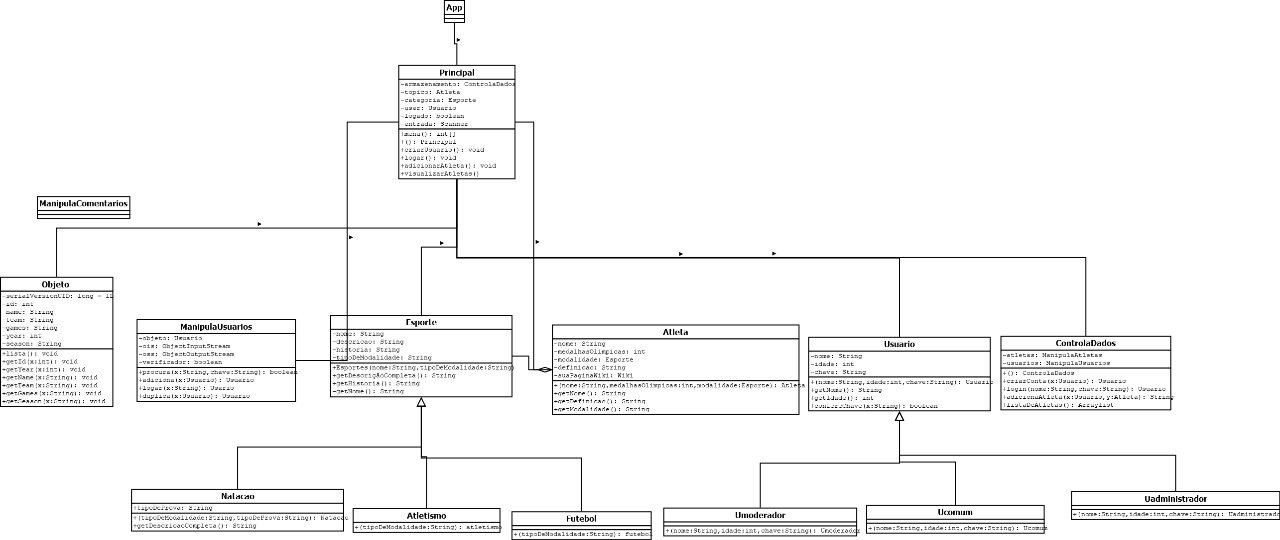 App
Principal
-armazenamento: ControlaDados
-topico: Atleta
-categoria: Esporte
-user: Usuario
-logado: boolean
-entrada: Scanner
+menu(): int[]
+(): Principal
+criarUsuario(): void
+logar(): void
+adicionarAtleta(): void
+visualizarAtletas()
ManipulaComentarios
Objeto
-serialVersionUID: long = 1L
-id: int
-name: String
-team: String
-games: String
-year: int
-season: String
+lista(): void
+getId(x:int): void
+getYear(x:int): void
+getName(x:String): void
+getTeam(x:String): void
+getGames(x:String): void
+getSeason(x:String): void
ManipulaUsuarios
-objeto: Usuario
-ois: ObjectInputStream
-oss: ObjectOutputStream
-verificador: boolean
+procura(x:String,chave:String): boolean
+adiciona(x:Usuario): Usuario
+logar(x:String): Usuario
+duplica(x:Usuario): Usuario
Esporte
-nome: String
-descricao: String
-historia: String
-tipoDeModalidade: String
+Esportes(nome:String,tipoDeModalidade:String)
+getDescriçãoCompleta(): String
+getHistoria(): String
+getNome(): String
Atleta
-nome: String
-medalhasOlimpicas: int
-modalidade: Esporte
-definicao: String
-suaPaginaWiki: Wiki
+(nome:String,medalhasOlimpicas:int,modalidade:Esporte): Atleta
+getNome(): String
+getDefinicao(): String
+getModalidade(): String
Usuario
-nome: String
-idade: int
-chave: String
+(nome:String,idade:int,chave:String): Usuario
+getNome(): String
+getIdade(): int
+confereChave(x:String): boolean
ControlaDados
-atletas: ManipulaAtletas
-usuarios: ManipulaUsuarios
+(): ControlaDados
+criarConta(x:Usuario): Usuario
+login(nome:String,chave:String): Usuario
+adicionaAtleta(x:Usuario,y:Atleta): String
+listaDeAtletas(): Arraylist
Natacao
+tipoDeProva: String
+(tipoDeModalidade:String,tipoDeProva:String): Natacao
+getDescricaoCompleta(): String
Atletismo
+(tipoDeModalidade:String): atletismo
Futebol
+(tipoDeModalidade:String): futebol
Umoderador
+(nome:String,idade:int,chave:String): Umoderador
Ucomum
+(nome:String,idade:int,chave:String): Ucomum
Uadministrador
+(nome:String,idade:int,chave:String): Uadministrado